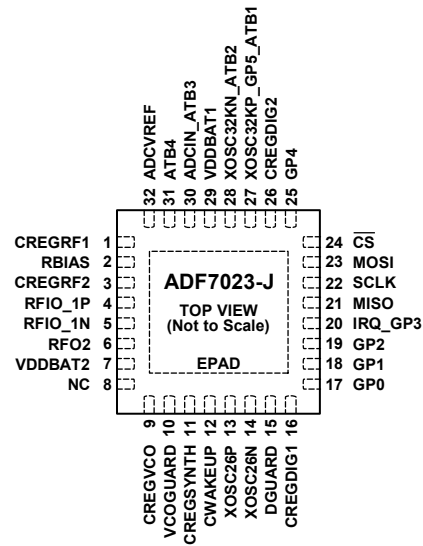 32 ADCVREF
31 ATB4
30 ADCIN_ATB3
29 VDDBAT1
28 XOSC32KN_ATB2
27 XOSC32KP_GP5_ATB1
26 CREGDIG2
25 GP4
CREGRF1 1
RBIAS 2
CREGRF2 3
RFIO_1P 4
RFIO_1N 5
RFO2 6
VDDBAT2 7
NC 8
ADF7023-J
TOP VIEW
(Not to Scale)
EPAD
24 CS
23 MOSI
22 SCLK
21 MISO
20 IRQ_GP3
19 GP2
18 GP1
17 GP0
CREGVCO 9
VCOGUARD 10
CREGSYNTH 11
CWAKEUP 12
XOSC26P 13
XOSC26N 14
DGUARD 15
CREGDIG1 16